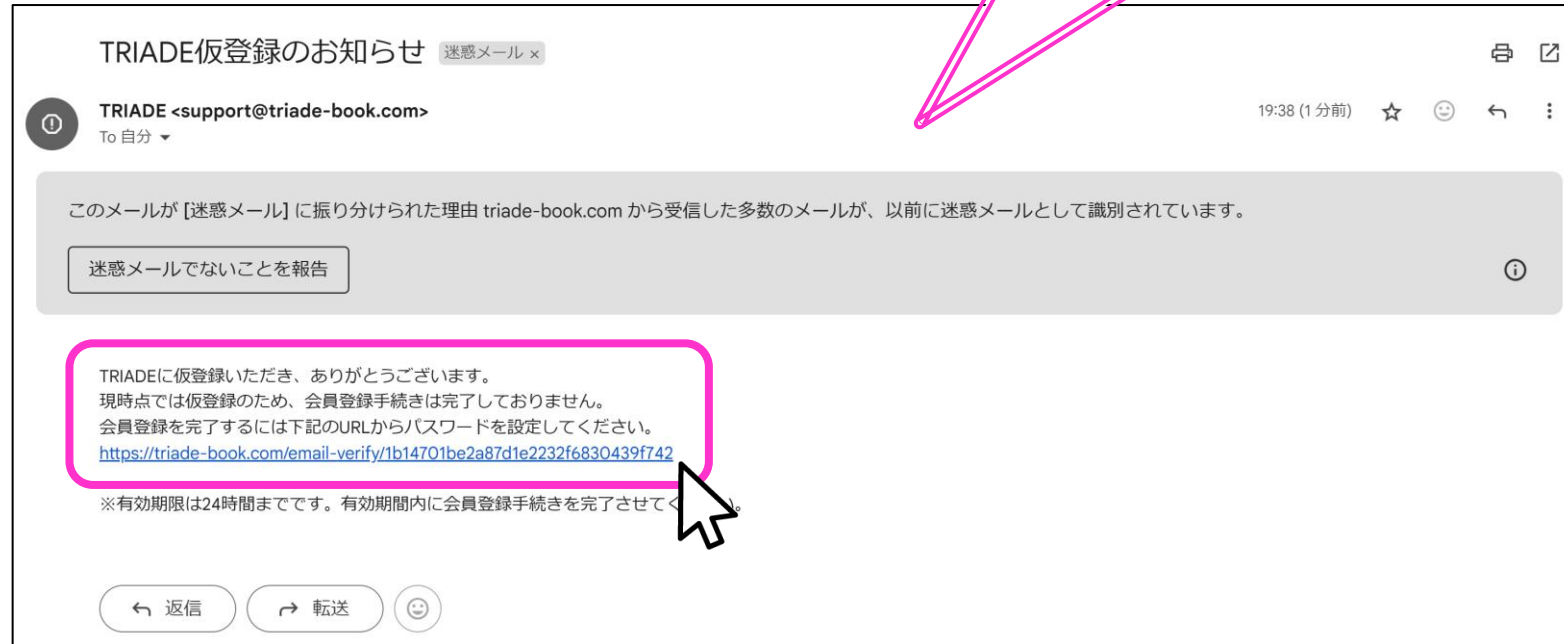 TRIADE仮登録のお知らせ 迷惑メール ×
TRIADE <support@triade-book.com>
19:38 (1 分前)
To 自分
このメールが [迷惑メール] に振り分けられた理由 triade-book.com から受信した多数のメールが、以前に迷惑メールとして識別されています。
迷惑メールでないことを報告
TRIADEに仮登録いただき、ありがとうございます。
現時点では仮登録のため、会員登録手続きは完了しておりません。
会員登録を完了するには下記のURLからパスワードを設定してください。
https://triade-book.com/email-verify/1b14701be2a87d1e2232f6830439f742
※有効期限は24時間までです。有効期間内に会員登録手続きを完了させてく
返信
転送